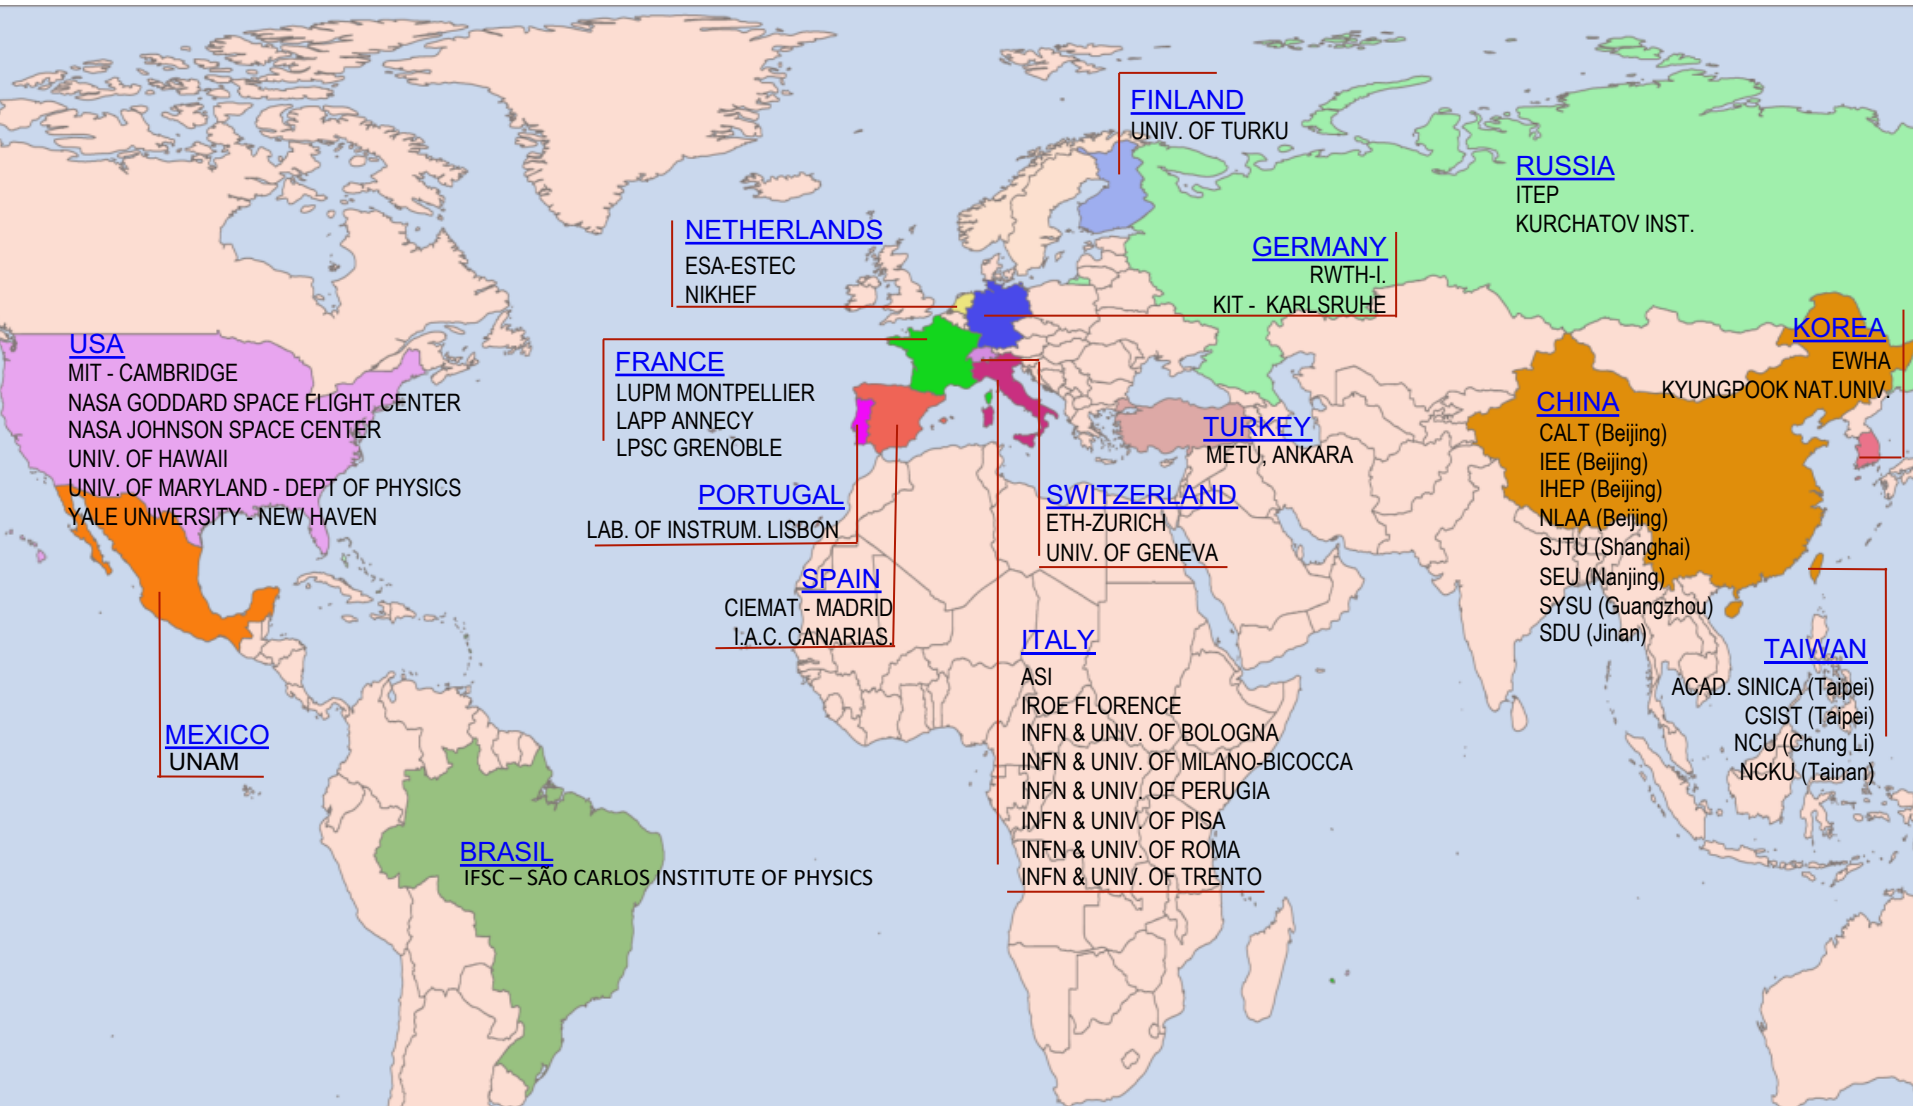 FINLAND
UNIV. OF TURKU
RUSSIA
ITEP
KURCHATOV INST.
NETHERLANDS
ESA-ESTEC
NIKHEF
GERMANY
RWTH-I.
KIT - KARLSRUHE
USA
MIT - CAMBRIDGE
NASA GODDARD SPACE FLIGHT CENTER
NASA JOHNSON SPACE CENTER
UNIV. OF HAWAII
UNIV. OF MARYLAND - DEPT OF PHYSICS
YALE UNIVERSITY - NEW HAVEN
FRANCE
LUPM MONTPELLIER
LAPP ANNECY
LPSC GRENOBLE
KOREA
EWHA
KYUNGPOOK NAT.UNIV.
CHINA
CALT (Beijing)
IEE (Beijing)
IHEP (Beijing)
NLAA (Beijing)
SJTU (Shanghai)
SEU (Nanjing)
SYSU (Guangzhou)
SDU (Jinan)
TURKEY
METU, ANKARA
PORTUGAL
LAB. OF INSTRUM. LISBON
SWITZERLAND
ETH-ZURICH
UNIV. OF GENEVA
SPAIN
CIEMAT - MADRID
I.A.C. CANARIAS.
ITALY
ASI
IROE FLORENCE
INFN & UNIV. OF BOLOGNA
INFN & UNIV. OF MILANO-BICOCCA
INFN & UNIV. OF PERUGIA
INFN & UNIV. OF PISA
INFN & UNIV. OF ROMA
INFN & UNIV. OF TRENTO
TAIWAN
ACAD. SINICA (Taipei)
CSIST (Taipei)
NCU (Chung Li)
NCKU (Tainan)
MEXICO
UNAM
BRASIL
IFSC – SÃO CARLOS INSTITUTE OF PHYSICS